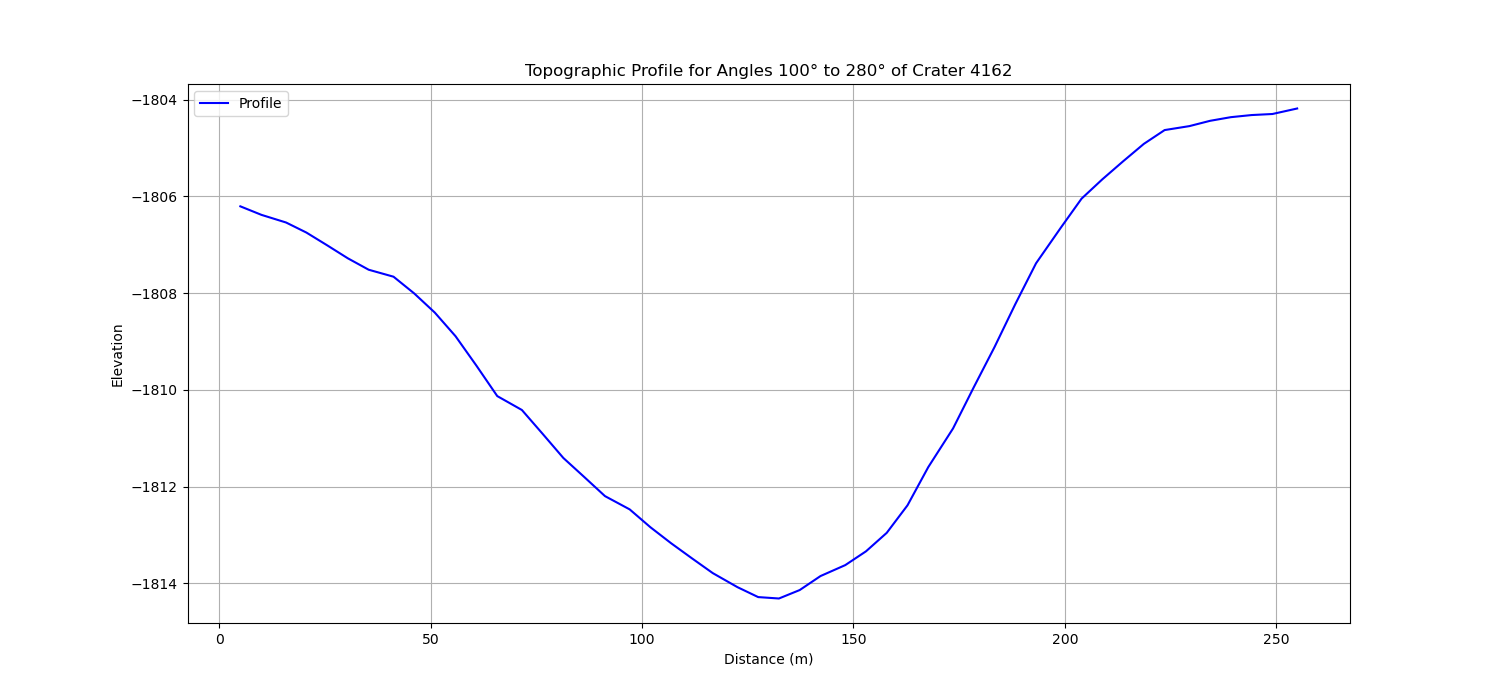 Topographic Profile for Angles 100° to 280° of Crater 4162
Profile
−1804
−1806
−1808
−1810
−1812
−1814
Elevation
0 50 100 150 200 250
Distance (m)